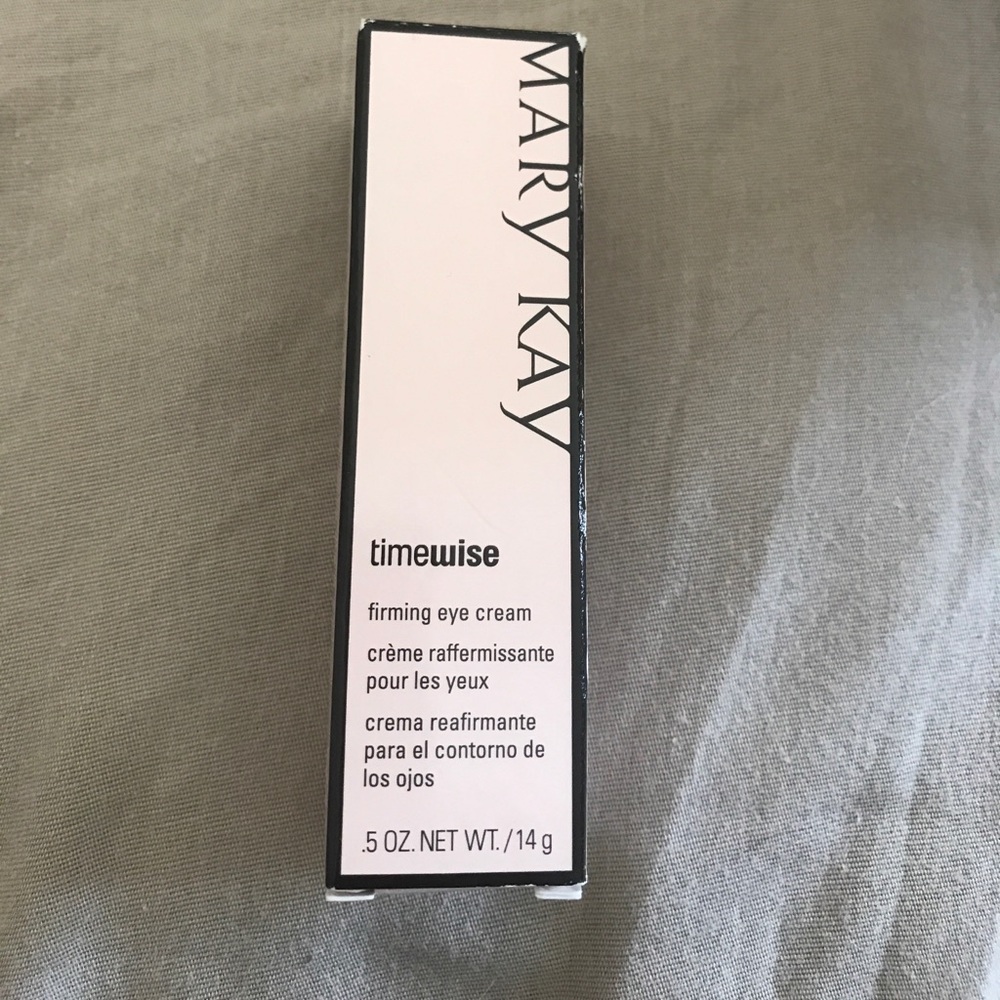 MARY KAY
timewise
firming eye cream
crème raffermissante
pour les yeux
crema reafirmante
para el contorno de
los ojos
.5 OZ. NET WT. / 14 g